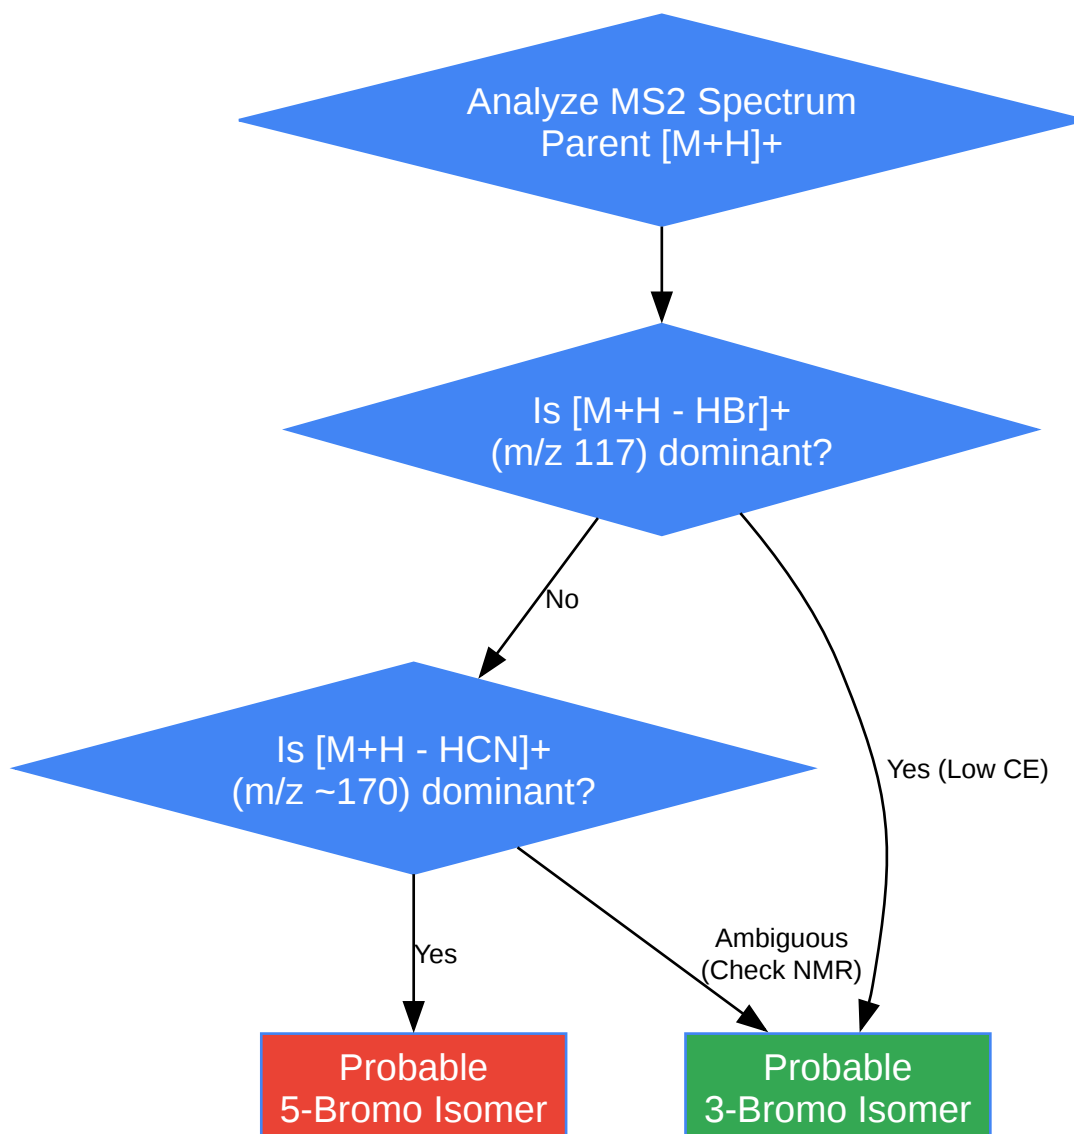 Analyze MS2 Spectrum
Parent [M+H]+
Is [M+H - HBr]+
(m/z 117) dominant?
No
Yes (Low CE)
Is [M+H - HCN]+
(m/z ~170) dominant?
Yes
Ambiguous
(Check NMR)
Probable
5-Bromo Isomer
Probable
3-Bromo Isomer